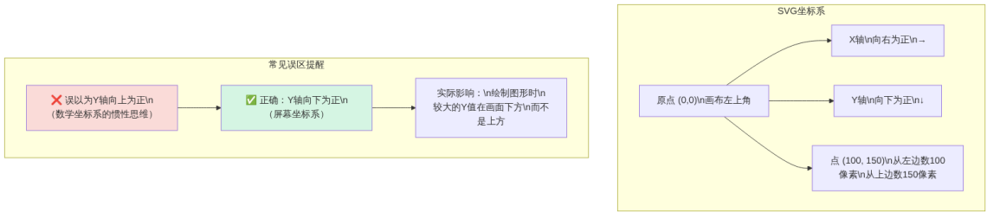 常见误区提醒
❌ 误以为Y轴向上为正\n
（数学坐标系的惯性思维）
✅ 正确：Y轴向下为正\n
（屏幕坐标系）
实际影响：\n绘制图形时\n
较大的Y值在画面下方\n而不
是上方
SVG坐标系
原点 (0,0)\n画布左上角
X轴\n向右为正\n→
Y轴\n向下为正\n↓
点 (100, 150)\n从左边数100
像素\n从上边数150像素